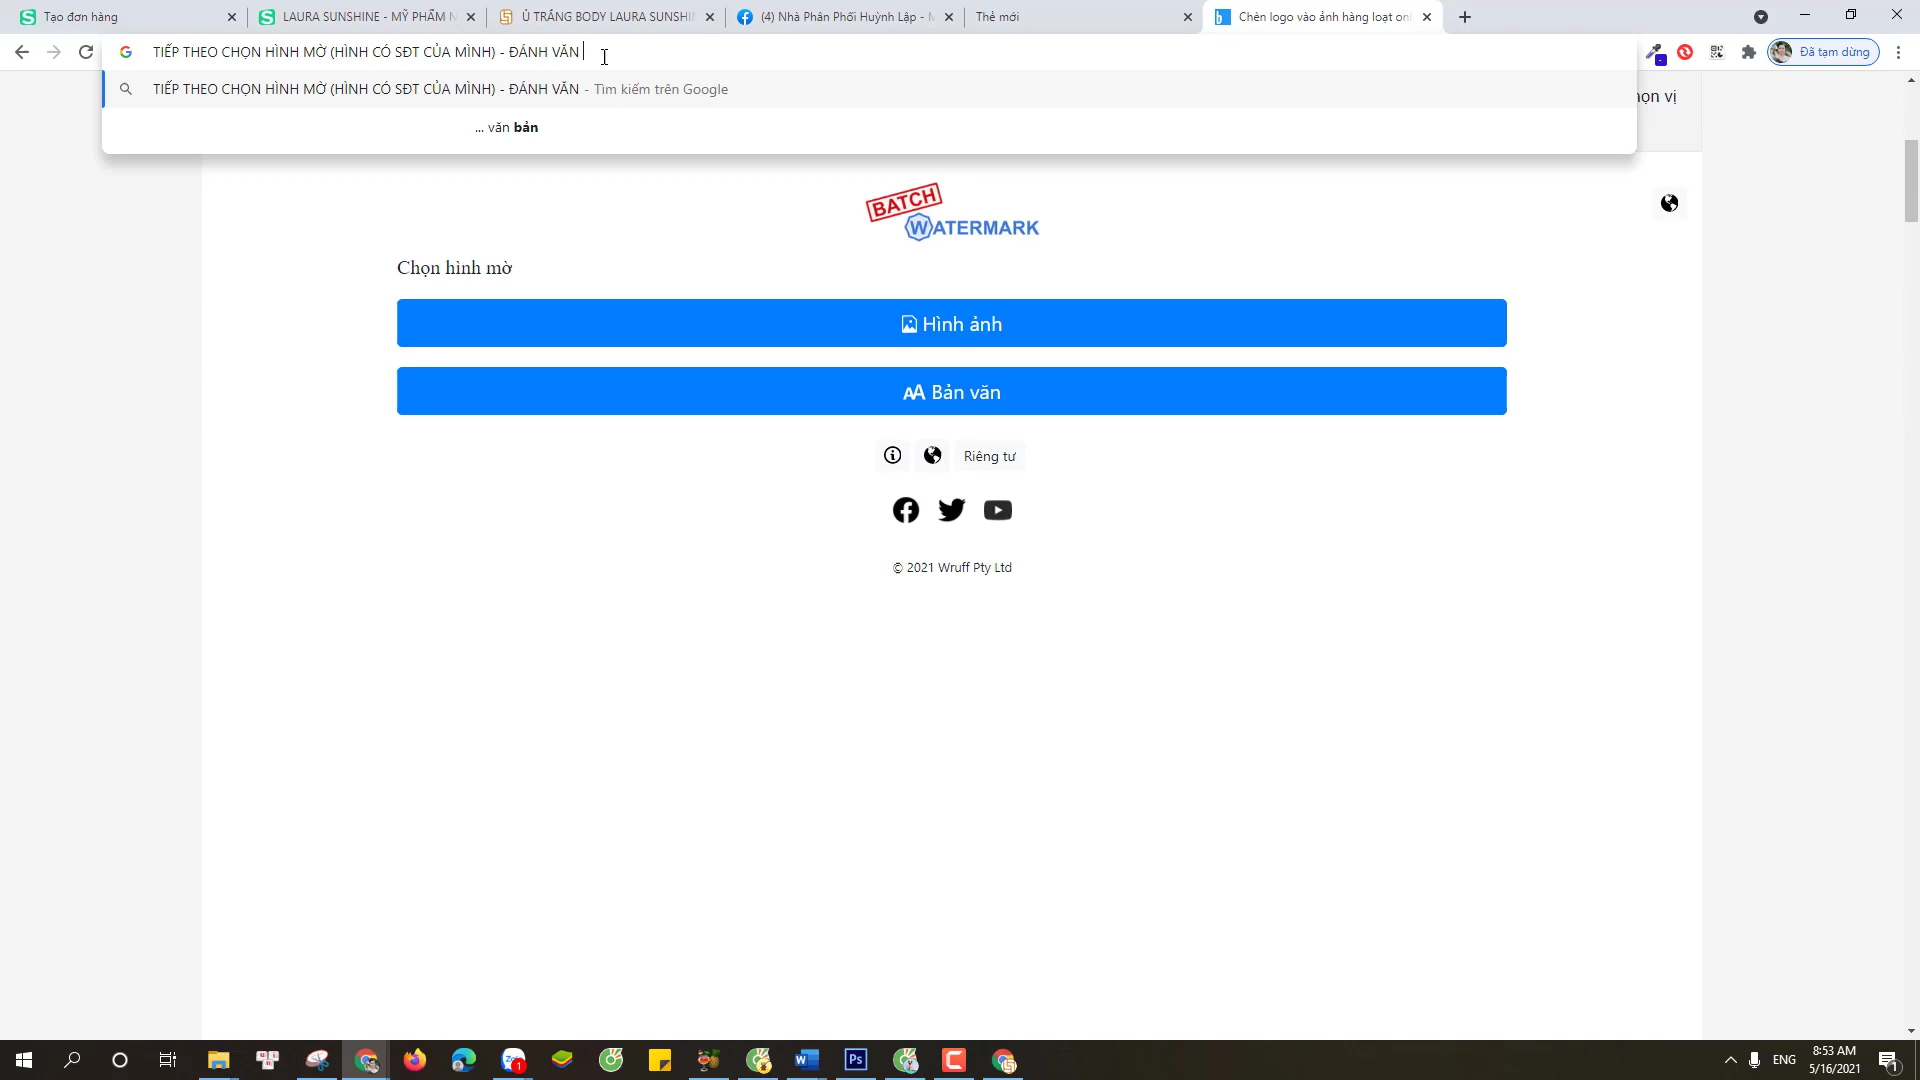 Tạo đơn hàng
LAURA SUNSHINE - MỸ PHẨM N
Ủ TRẮNG BODY LAURA SUNSHI
(4) Nhà Phân Phối Huỳnh Lập - M
Thẻ mới
Chèn logo vào ảnh hàng loạt onl
TIẾP THEO CHỌN HÌNH MỜ (HÌNH CÓ SĐT CỦA MÌNH) - ĐÁNH VĂN
Đã tạm dừng
TIẾP THEO CHỌN HÌNH MỜ (HÌNH CÓ SĐT CỦA MÌNH) - ĐÁNH VĂN - Tìm kiếm trên Google
họn vị
... văn bản
BATCH
WATERMARK
Chọn hình mờ
Hình ảnh
AA Bản văn
Riêng tư
© 2021 Wruff Pty Ltd
ENG
8:53 AM
5/16/2021